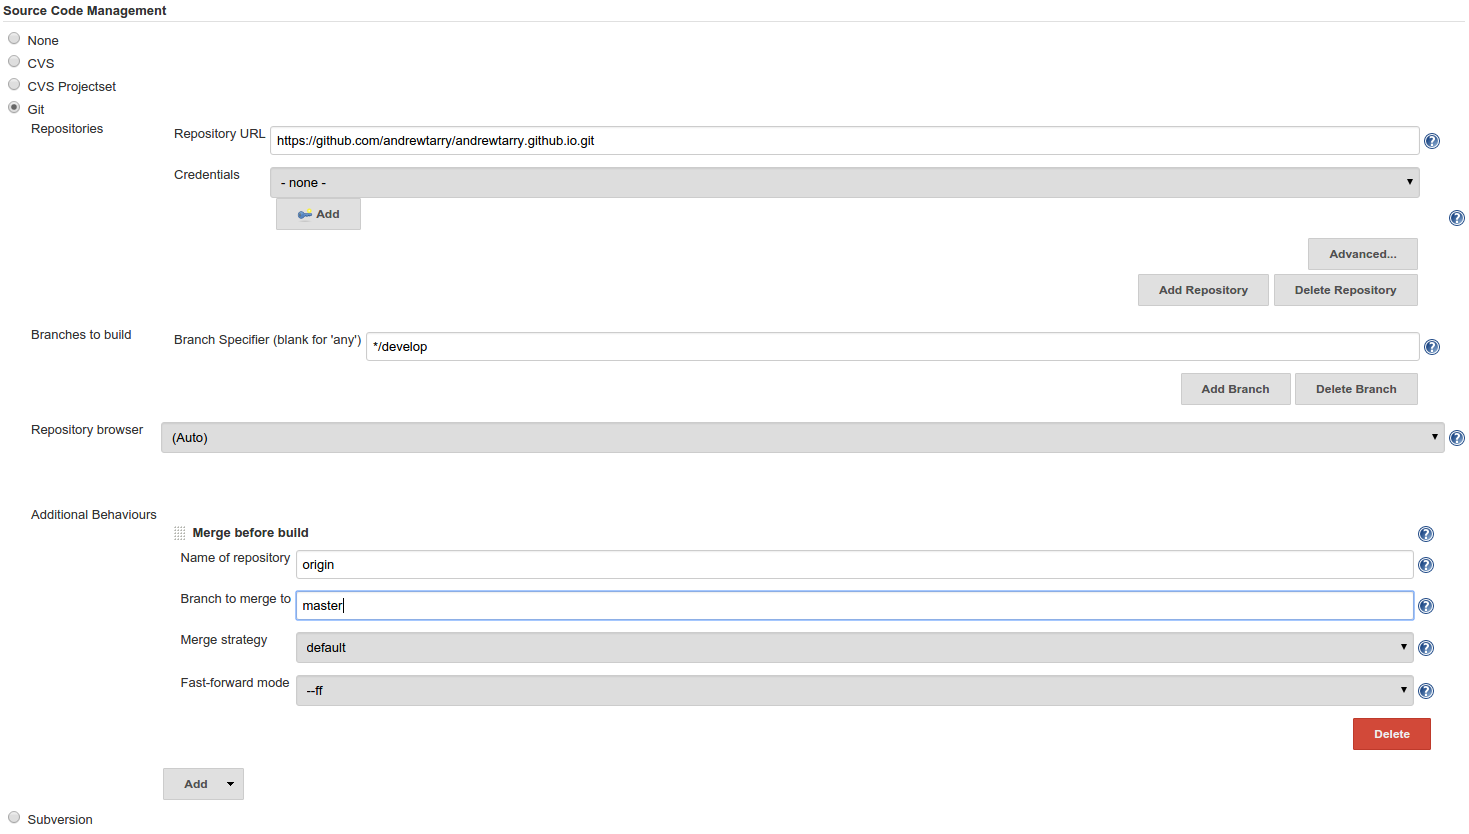 Source Code Management
None
CVS
CVS Projectset
Git
Repositories
Repository URL https://github.com/andrewtarry/andrewtarry.github.io.git
Credentials - none -
Add
Advanced...
Add Repository Delete Repository
Branches to build
Branch Specifier (blank for 'any') */develop
Add Branch Delete Branch
Repository browser (Auto)
Additional Behaviours
Merge before build
Name of repository origin
Branch to merge to master
Merge strategy default
Fast-forward mode --ff
Delete
Add
Subversion